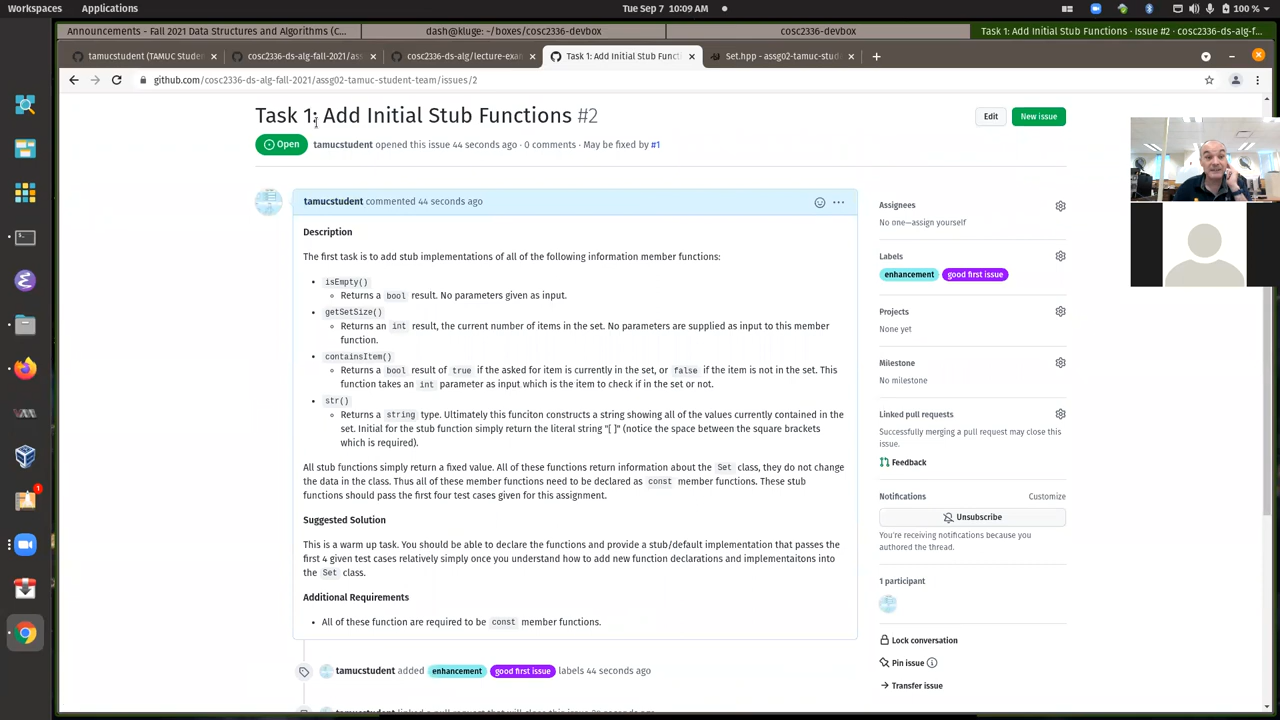 Workspaces Applications Tue Sep 7 10:09 AM 100 %
Announcements - Fall 2021 Data Structures and Algorithms (C... dash@kluge: ~/boxes/cosc2336-devbox cosc2336-devbox Task 1: Add Initial Stub Functions · Issue #2 · cosc2336-ds-alg-f...
tamucstudent (TAMUC Studen × cosc2336-ds-alg-fall-2021/ass × cosc2336-ds-alg/lecture-exa × Task 1: Add Initial Stub Functi × Set.hpp - assg02-tamuc-stud × +
github.com/cosc2336-ds-alg-fall-2021/assg02-tamuc-student-team/issues/2
Task 1: Add Initial Stub Functions #2
Edit New issue
Open tamucstudent opened this issue 44 seconds ago · 0 comments · May be fixed by #1
tamucstudent commented 44 seconds ago
Description
The first task is to add stub implementations of all of the following information member functions:
• isEmpty()
Returns a bool result. No parameters given as input.
• getSetSize()
Returns an int result, the current number of items in the set. No parameters are supplied as input to this member
function.
• containsItem()
Returns a bool result of true if the asked for item is currently in the set, or false if the item is not in the set. This
function takes an int parameter as input which is the item to check if in the set or not.
• str()
Returns a string type. Ultimately this funciton constructs a string showing all of the values currently contained in the
set. Initial for the stub function simply return the literal string "[ ]" (notice the space between the square brackets
which is required).
All stub functions simply return a fixed value. All of these functions return information about the Set class, they do not change
the data in the class. Thus all of these member functions need to be declared as const member functions. These stub
functions should pass the first four test cases given for this assignment.
Suggested Solution
This is a warm up task. You should be able to declare the functions and provide a stub/default implementation that passes the
first 4 given test cases relatively simply once you understand how to add new function declarations and implementaitons into
the Set class.
Additional Requirements
• All of these function are required to be const member functions.
tamucstudent added enhancement good first issue labels 44 seconds ago
Assignees
No one—assign yourself
Labels
enhancement good first issue
Projects
None yet
Milestone
No milestone
Linked pull requests
Successfully merging a pull request may close this
issue.
Feedback
Notifications Customize
Unsubscribe
You're receiving notifications because you
authored the thread.
1 participant
Lock conversation
Pin issue
Transfer issue
1